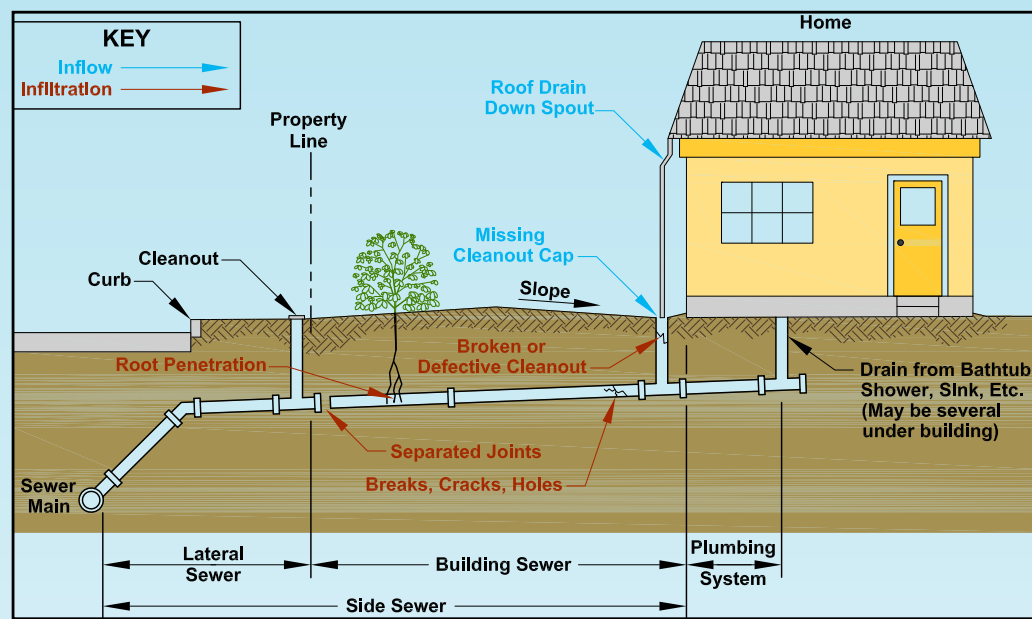 KEY
Inflow
Infiltration
Home
Roof Drain
Down Spout
Property
Line
Missing
Cleanout Cap
Cleanout
Curb
Slope
Root Penetration
Broken or
Defective Cleanout
Drain from Bathtub
Shower, SInk, Etc.
(May be several
under building)
Separated Joints
Breaks, Cracks, Holes
Sewer
Main
Lateral
Sewer
Building Sewer
Plumbing
System
Side Sewer